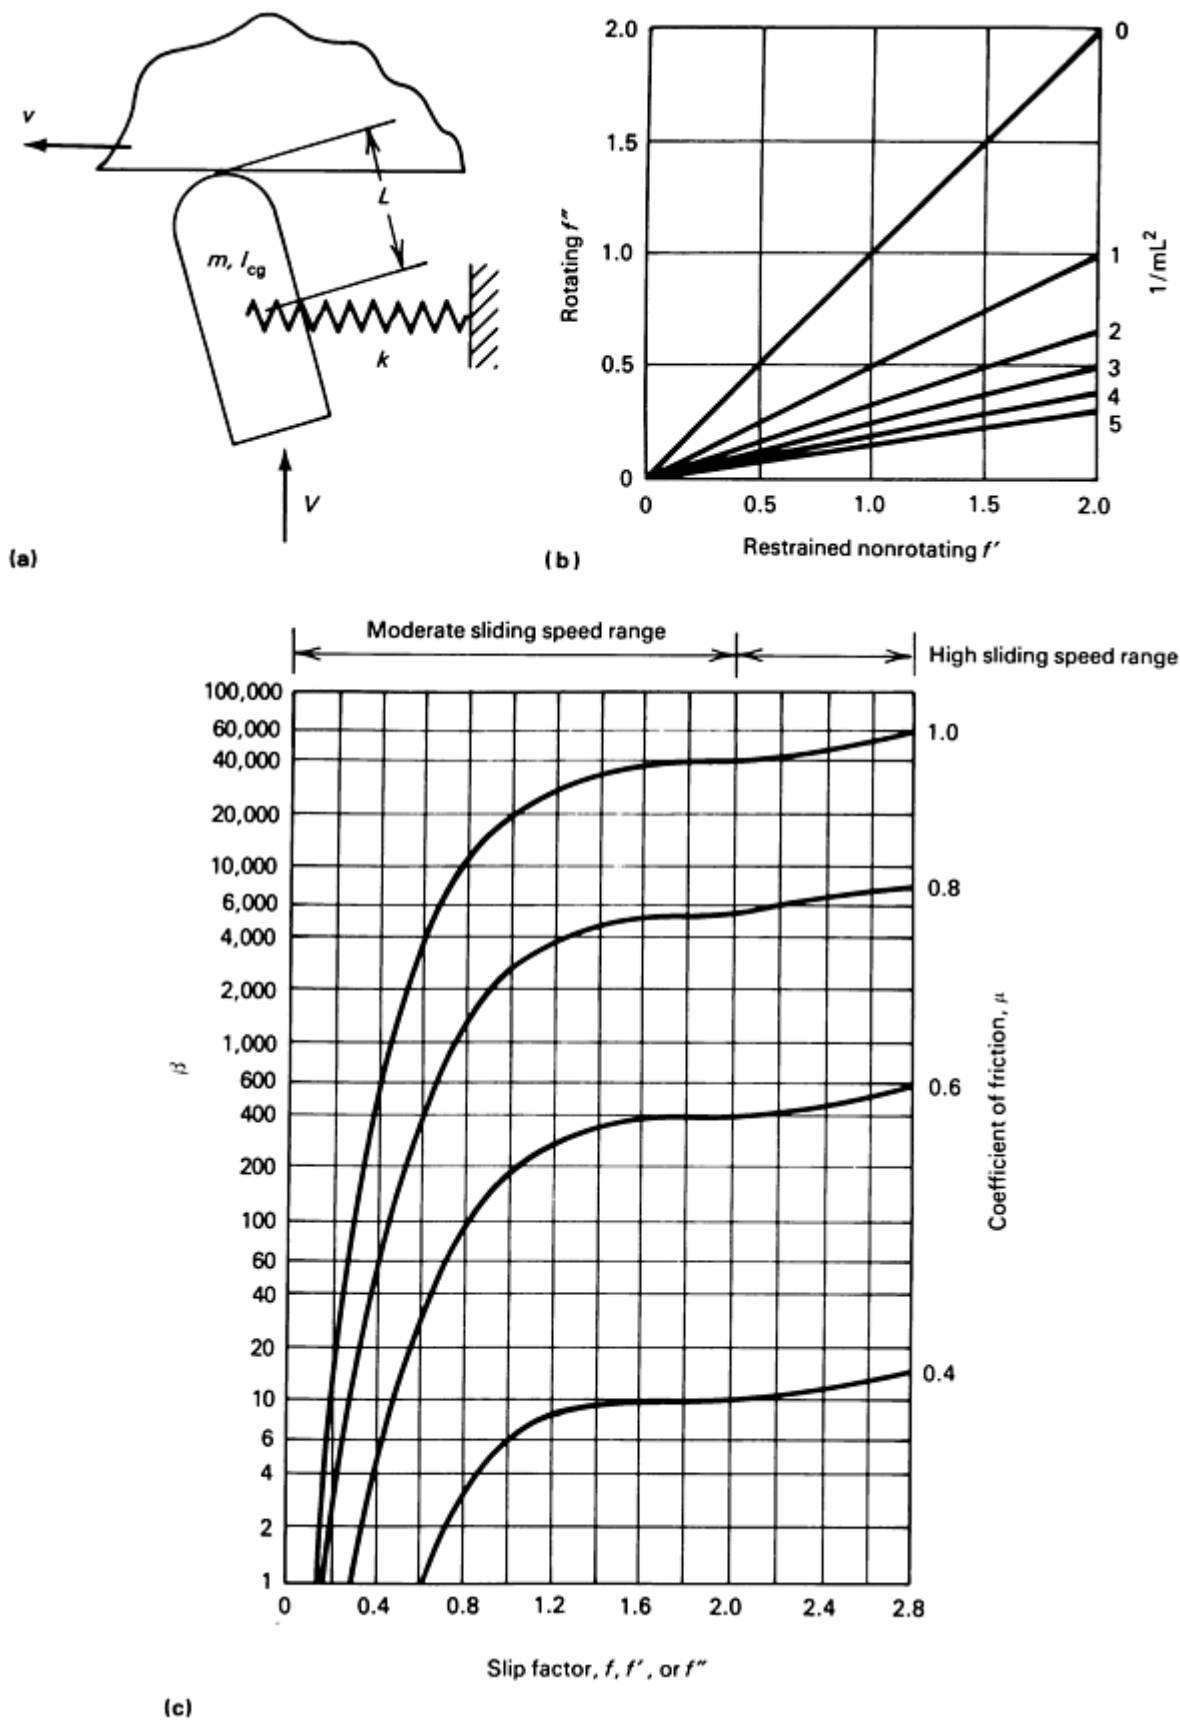 v
L
m, I_cg
k
V
(a)
2.0
1.5
1.0
0.5
0
Rotating f″
0
1
2
3
4
5
1/mL²
0 0.5 1.0 1.5 2.0
Restrained nonrotating f′
(b)
Moderate sliding speed range
High sliding speed range
100,000
60,000
40,000
20,000
10,000
6,000
4,000
2,000
1,000
600
400
200
100
60
40
20
10
6
4
2
1
β
1.0
0.8
0.6
0.4
Coefficient of friction, μ
0 0.4 0.8 1.2 1.6 2.0 2.4 2.8
Slip factor, f, f′, or f″
(c)